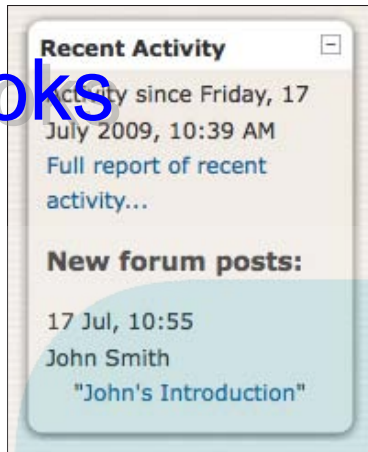 Recent Activity
oks
Activity since Friday, 17
July 2009, 10:39 AM
Full report of recent
activity...
New forum posts:
17 Jul, 10:55
John Smith
"John's Introduction"